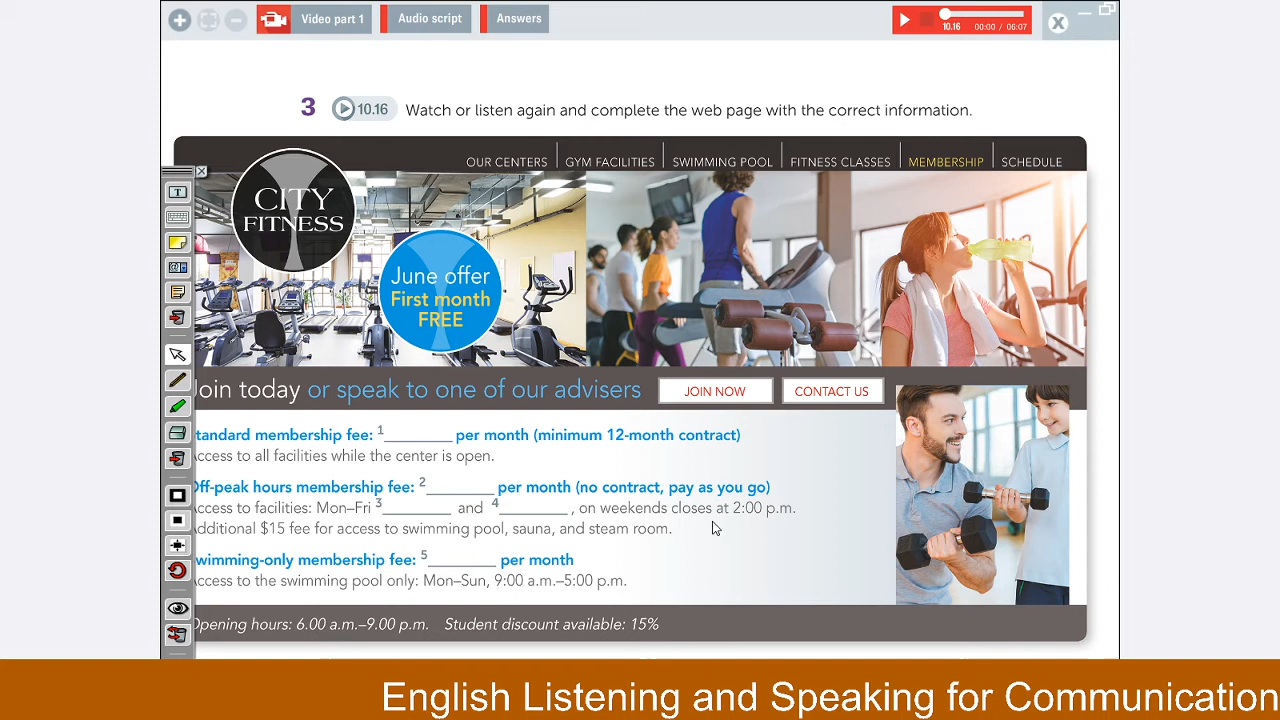 Video part 1
Audio script
Answers
10.16 00:00 / 06:07
X
3 10.16 Watch or listen again and complete the web page with the correct information.
OUR CENTERS GYM FACILITIES SWIMMING POOL FITNESS CLASSES MEMBERSHIP SCHEDULE
CITY
FITNESS
June offer
First month
FREE
oin today or speak to one of our advisers JOIN NOW CONTACT US
tandard membership fee: 1________ per month (minimum 12-month contract)
ccess to all facilities while the center is open.
ff-peak hours membership fee: 2________ per month (no contract, pay as you go)
ccess to facilities: Mon–Fri 3________ and 4________, on weekends closes at 2:00 p.m.
dditional $15 fee for access to swimming pool, sauna, and steam room.
wimming-only membership fee: 5________ per month
ccess to the swimming pool only: Mon–Sun, 9:00 a.m.–5:00 p.m.
pening hours: 6.00 a.m.–9.00 p.m. Student discount available: 15%
English Listening and Speaking for Communication